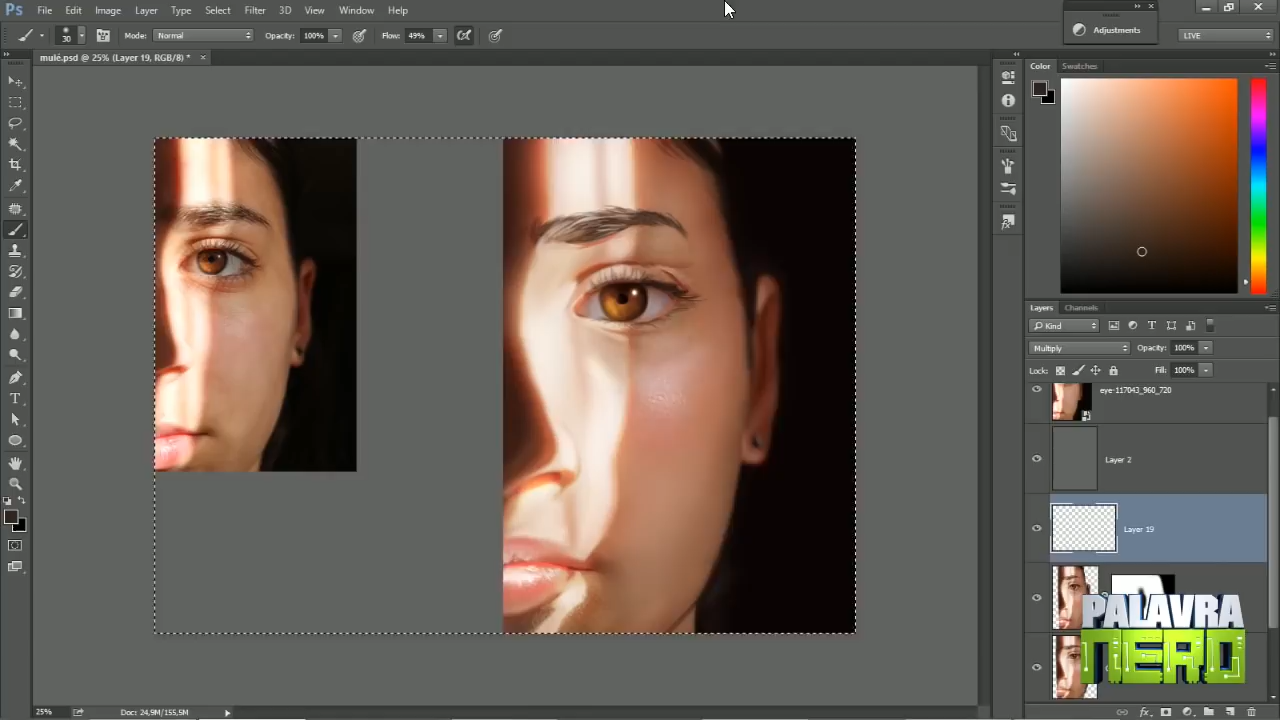 Ps File Edit Image Layer Type Select Filter 3D View Window Help
30 Mode: Normal Opacity: 100% Flow: 49%
Adjustments
LIVE
mulé.psd @ 25% (Layer 19, RGB/8) * ×
Color Swatches
Layers Channels
Kind
Multiply Opacity: 100%
Lock: Fill: 100%
eye-117043_960_720
Layer 2
Layer 19
PALAVRA
NERD
25% Doc: 24,9M/155,5M